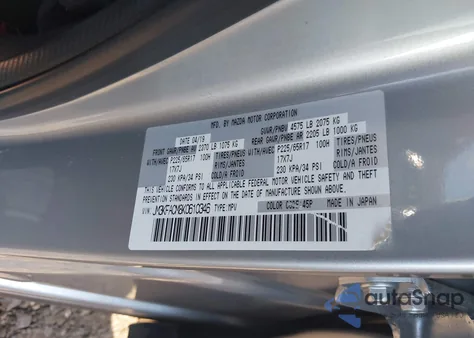 MFD. BY MAZDA MOTOR CORPORATION
DATE 04/19 GVWR/PNBV 4575 LB 2075 KG
FRONT GAWR/PNBE AV 2370 LB 1075 KG REAR GAWR/PNBE AR 2205 LB 1000 KG
WITH/AVEC P225/65R17 100H TIRES/PNEUS WITH/AVEC P225/65R17 100H TIRES/PNEUS
17X7J RIMS/JANTES 17X7J RIMS/JANTES
230 KPA/34 PSI COLD/A FROID 230 KPA/34 PSI COLD/A FROID
THIS VEHICLE CONFORMS TO ALL APPLICABLE FEDERAL MOTOR VEHICLE SAFETY, BUMPER AND THEFT PREVENTION STANDARDS IN
EFFECT ON THE DATE OF MANUFACTURE SHOWN ABOVE.
TYPE:MPV COLOR 45P MADE IN JAPAN
autoSnap